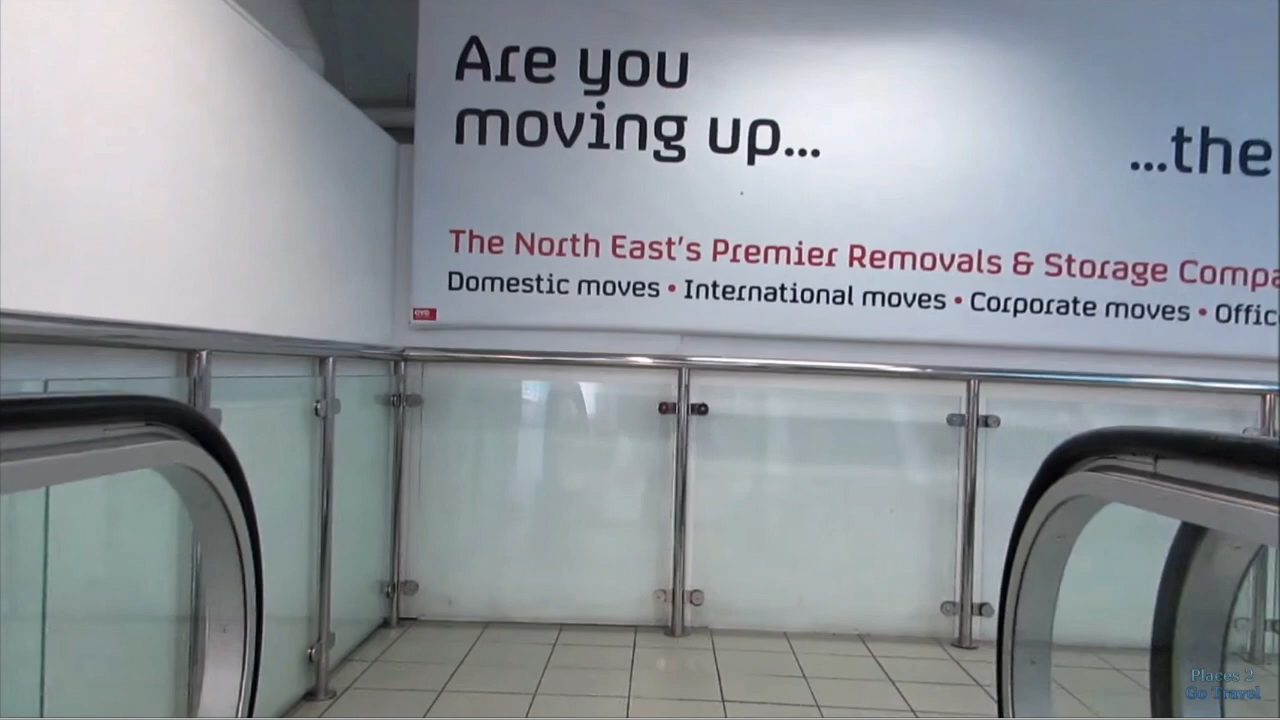 Are you
moving up...
...the
The North East's Premier Removals & Storage Compa
Domestic moves • International moves • Corporate moves • Offic
Places 2
Go Travel